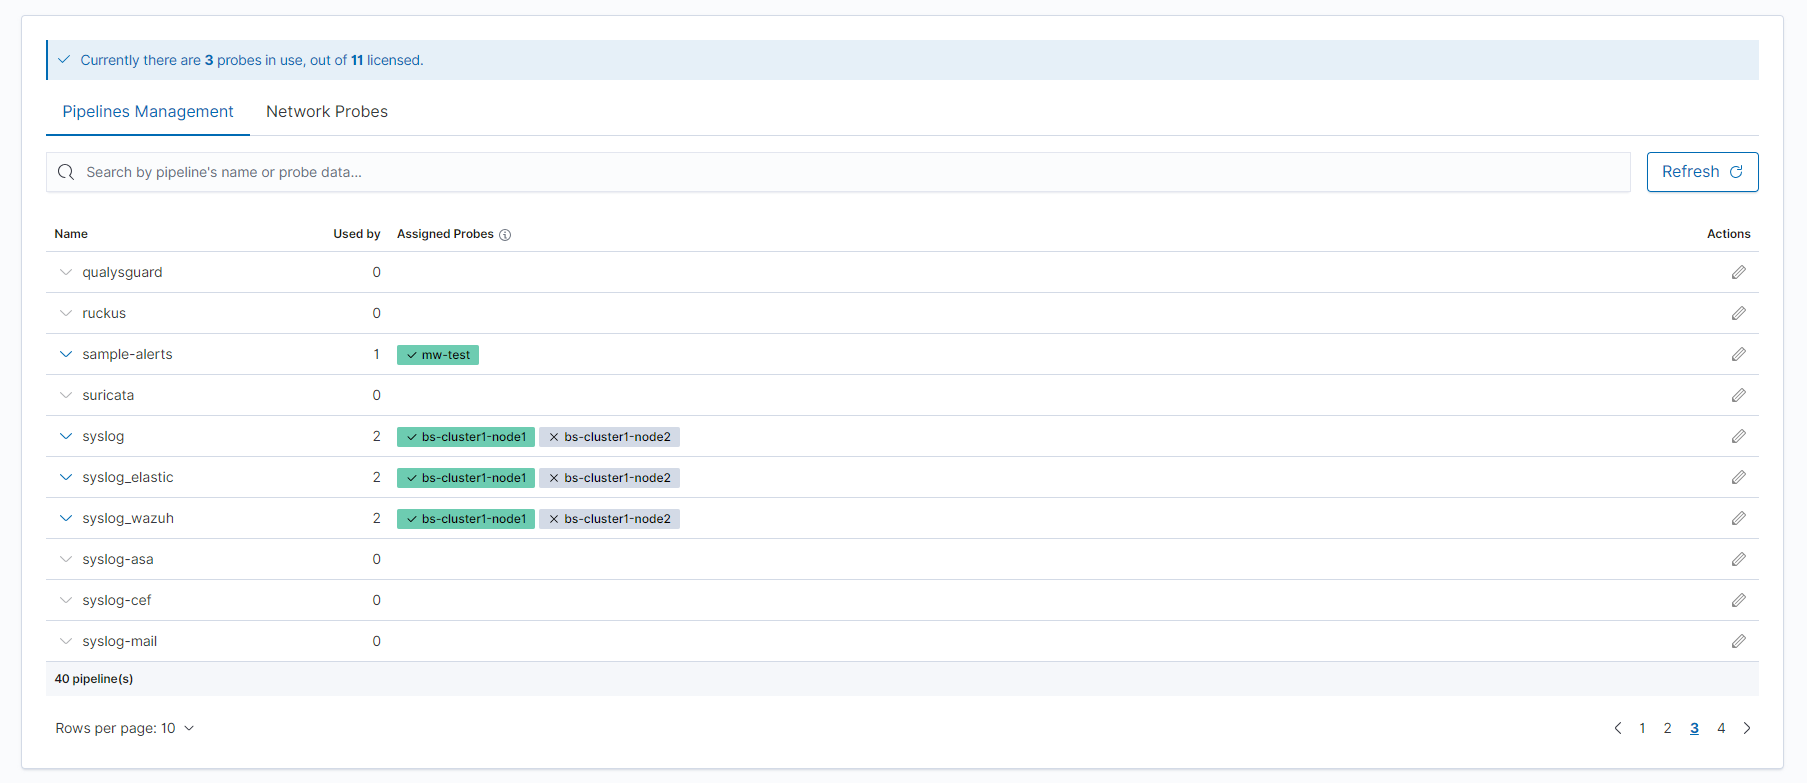 Currently there are 3 probes in use, out of 11 licensed.
Pipelines Management Network Probes
Search by pipeline's name or probe data... Refresh
Name Used by Assigned Probes Actions
qualysguard 0
ruckus 0
sample-alerts 1 mw-test
suricata 0
syslog 2 bs-cluster1-node1 bs-cluster1-node2
syslog_elastic 2 bs-cluster1-node1 bs-cluster1-node2
syslog_wazuh 2 bs-cluster1-node1 bs-cluster1-node2
syslog-asa 0
syslog-cef 0
syslog-mail 0
40 pipeline(s)
Rows per page: 10 1 2 3 4